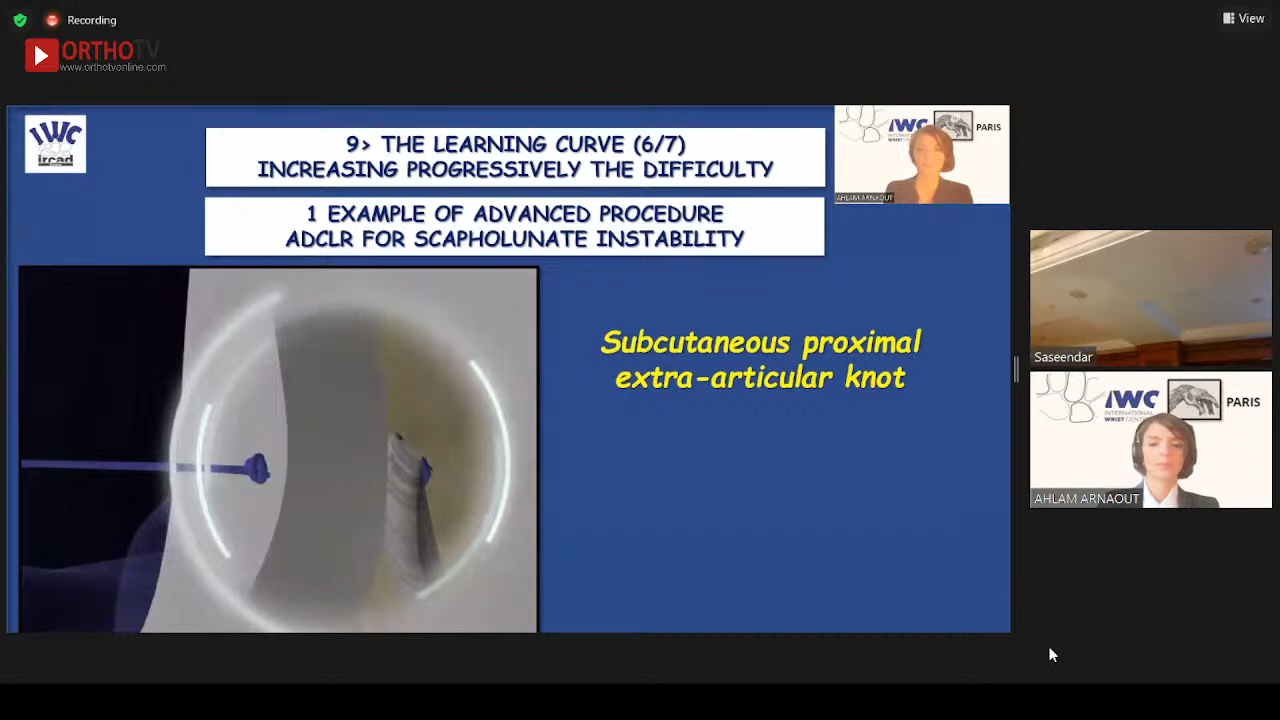 Recording
View
ORTHOTV
www.orthotvonline.com
IWC
ircad
9> THE LEARNING CURVE (6/7)
INCREASING PROGRESSIVELY THE DIFFICULTY
1 EXAMPLE OF ADVANCED PROCEDURE
ADCLR FOR SCAPHOLUNATE INSTABILITY
Subcutaneous proximal
extra-articular knot
IWC
PARIS
AHLAM ARNAOUT
Saseendar
IWC
INTERNATIONAL
WRIST CENTER
PARIS
AHLAM ARNAOUT